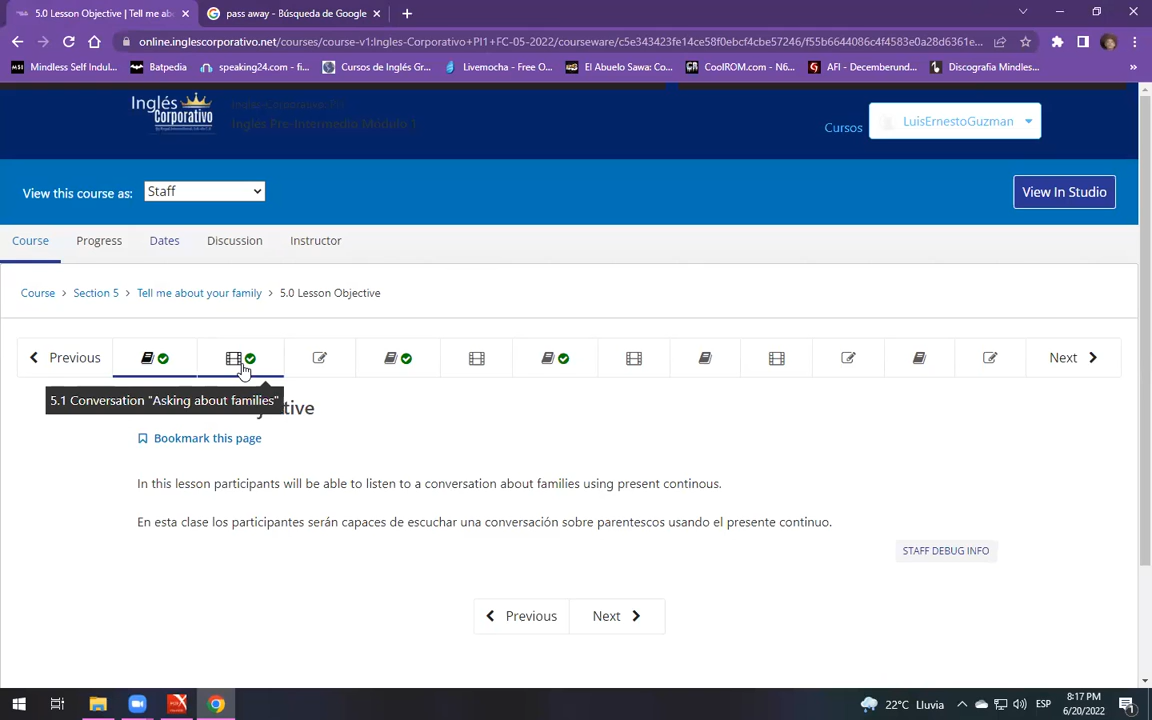 5.0 Lesson Objective | Tell me ab
pass away - Búsqueda de Google
online.inglescorporativo.net/courses/course-v1:Ingles-Corporativo+PI1+FC-05-2022/courseware/c5e343423fe14ce58f0ebcf4cbe57246/f55b6644086c4f4583e0a28d6361e...
Mindless Self Indul...
Batpedia
speaking24.com - fi...
Cursos de Inglés Gr...
Livemocha - Free O...
El Abuelo Sawa: Co...
CoolROM.com - N6...
AFI - Decemberund...
Discografia Mindles...
Inglés
Corporativo
Inglés Pre-Intermedio Módulo 1
Cursos
LuisErnestoGuzman
View this course as:
Staff
View In Studio
Course
Progress
Dates
Discussion
Instructor
Course > Section 5 > Tell me about your family > 5.0 Lesson Objective
Previous
Next
5.1 Conversation "Asking about families"
Bookmark this page
In this lesson participants will be able to listen to a conversation about families using present continous.
En esta clase los participantes serán capaces de escuchar una conversación sobre parentescos usando el presente continuo.
STAFF DEBUG INFO
Previous
Next
22°C Lluvia
ESP
8:17 PM
6/20/2022